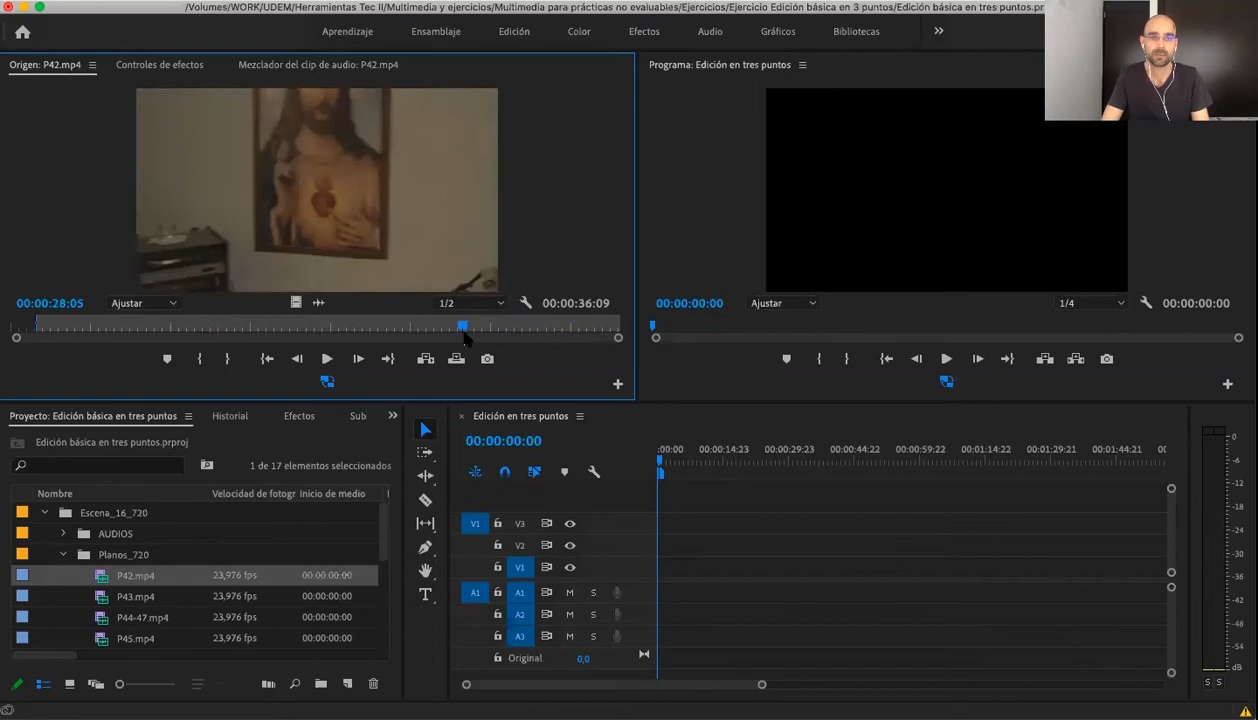 /Volumes/WORK/UDEM/Herramientas Tec II/Multimedia y ejercicios/Multimedia para prácticas no evaluables/Ejercicios/Ejercicio Edición básica en 3 puntos/Edición básica en tres puntos.prp
Aprendizaje Ensamblaje Edición Color Efectos Audio Gráficos Bibliotecas
Origen: P42.mp4 Controles de efectos Mezclador del clip de audio: P42.mp4
Programa: Edición en tres puntos
00:00:28:05 Ajustar 1/2 00:00:36:09
00:00:00:00 Ajustar 1/4 00:00:00:00
Proyecto: Edición básica en tres puntos Historial Efectos Sub
Edición básica en tres puntos.prproj
1 de 17 elementos seleccionados
Nombre Velocidad de fotogr Inicio de medio
Escena_16_720
AUDIOS
Planos_720
P42.mp4 23,976 fps 00:00:00:00
P43.mp4 23,976 fps 00:00:00:00
P44-47.mp4 23,976 fps 00:00:00:00
P45.mp4 23,976 fps 00:00:00:00
Edición en tres puntos
00:00:00:00
:00:00 00:00:14:23 00:00:29:23 00:00:44:22 00:00:59:22 00:01:14:22 00:01:29:21 00:01:44:21 00:
V1 V3
V2
V1
A1 A1 M S
A2 M S
A3 M S
Original 0,0
0
-6
-12
-18
-24
-30
-36
-42
-48
-54
dB
S S